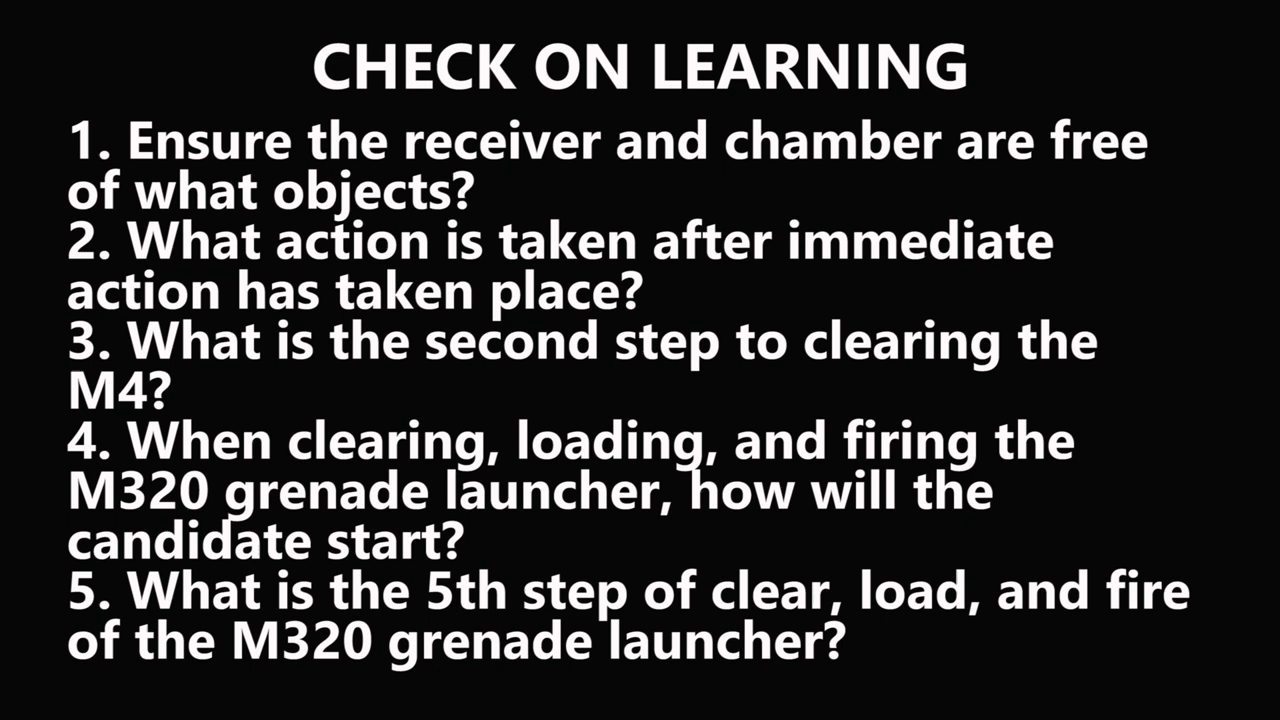 CHECK ON LEARNING
1. Ensure the receiver and chamber are free
of what objects?
2. What action is taken after immediate
action has taken place?
3. What is the second step to clearing the
M4?
4. When clearing, loading, and firing the
M320 grenade launcher, how will the
candidate start?
5. What is the 5th step of clear, load, and fire
of the M320 grenade launcher?